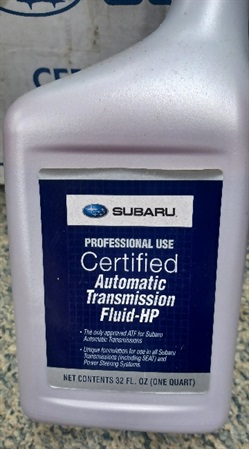 CE
SUBARU
PROFESSIONAL USE
Certified
Automatic
Transmission
Fluid-HP
• The only approved ATF for Subaru
Automatic Transmissions
• Unique formulation for use in all Subaru
Transmissions (including 5EAT) and
Power Steering Systems.
NET CONTENTS 32 FL. OZ (ONE QUART)